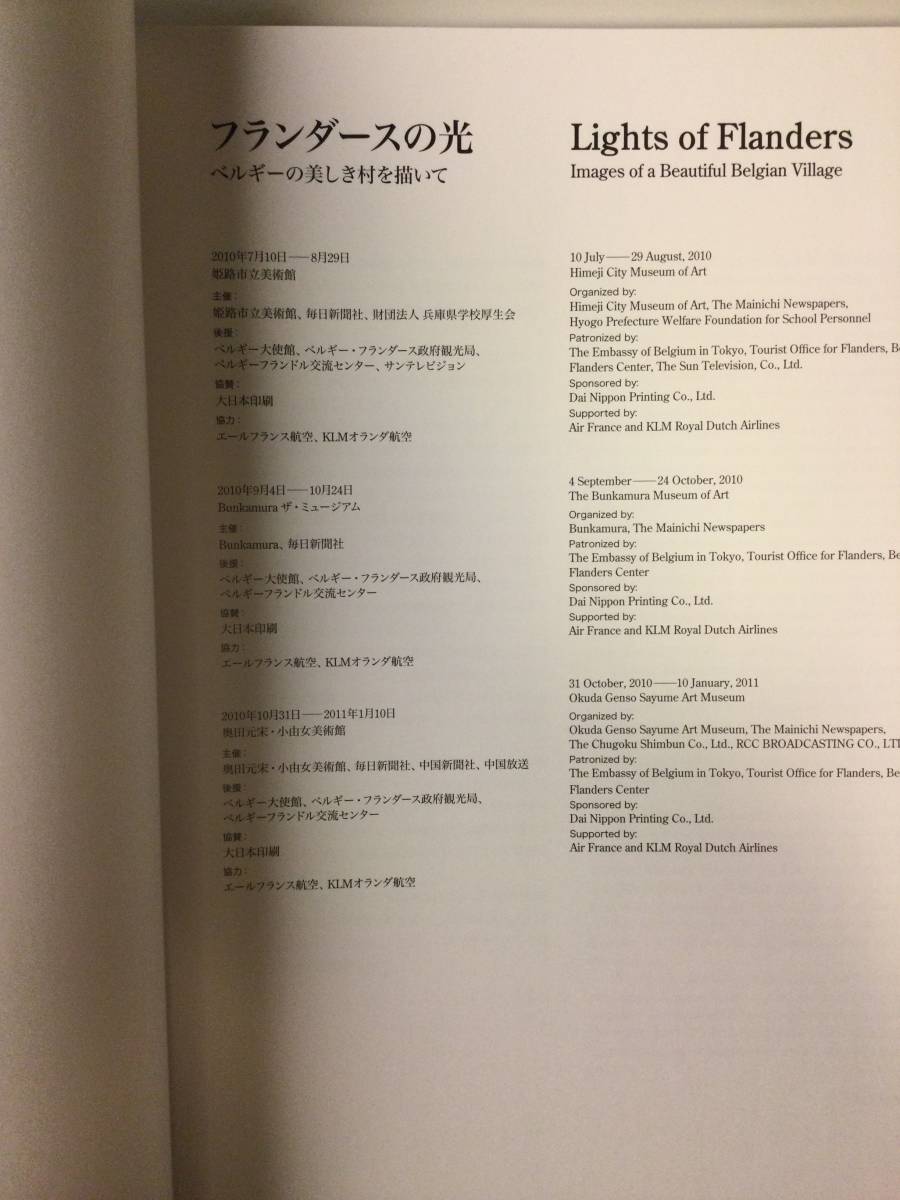 フランダースの光
ベルギーの美しき村を描いて
2010年7月10日——8月29日
姫路市立美術館
主催：
姫路市立美術館、毎日新聞社、財団法人 兵庫県学校厚生会
後援：
ベルギー大使館、ベルギー・フランダース政府観光局、
ベルギーフランドル交流センター、サンテレビジョン
協賛：
大日本印刷
協力：
エールフランス航空、KLMオランダ航空
2010年9月4日——10月24日
Bunkamura ザ・ミュージアム
主催：
Bunkamura、毎日新聞社
後援：
ベルギー大使館、ベルギー・フランダース政府観光局、
ベルギーフランドル交流センター
協賛：
大日本印刷
協力：
エールフランス航空、KLMオランダ航空
2010年10月31日——2011年1月10日
奥田元宋・小由女美術館
主催：
奥田元宋・小由女美術館、毎日新聞社、中国新聞社、中国放送
後援：
ベルギー大使館、ベルギー・フランダース政府観光局、
ベルギーフランドル交流センター
協賛：
大日本印刷
協力：
エールフランス航空、KLMオランダ航空
Lights of Flanders
Images of a Beautiful Belgian Village
10 July——29 August, 2010
Himeji City Museum of Art
Organized by:
Himeji City Museum of Art, The Mainichi Newspapers,
Hyogo Prefecture Welfare Foundation for School Personnel
Patronized by:
The Embassy of Belgium in Tokyo, Tourist Office for Flanders,
Flanders Center, The Sun Television, Co., Ltd.
Sponsored by:
Dai Nippon Printing Co., Ltd.
Supported by:
Air France and KLM Royal Dutch Airlines
4 September——24 October, 2010
The Bunkamura Museum of Art
Organized by:
Bunkamura, The Mainichi Newspapers
Patronized by:
The Embassy of Belgium in Tokyo, Tourist Office for Flanders,
Flanders Center
Sponsored by:
Dai Nippon Printing Co., Ltd.
Supported by:
Air France and KLM Royal Dutch Airlines
31 October, 2010——10 January, 2011
Okuda Genso Sayume Art Museum
Organized by:
Okuda Genso Sayume Art Museum, The Mainichi Newspapers,
The Chugoku Shimbun Co., Ltd., RCC BROADCASTING CO.,
Patronized by:
The Embassy of Belgium in Tokyo, Tourist Office for Flanders,
Flanders Center
Sponsored by:
Dai Nippon Printing Co., Ltd.
Supported by:
Air France and KLM Royal Dutch Airlines